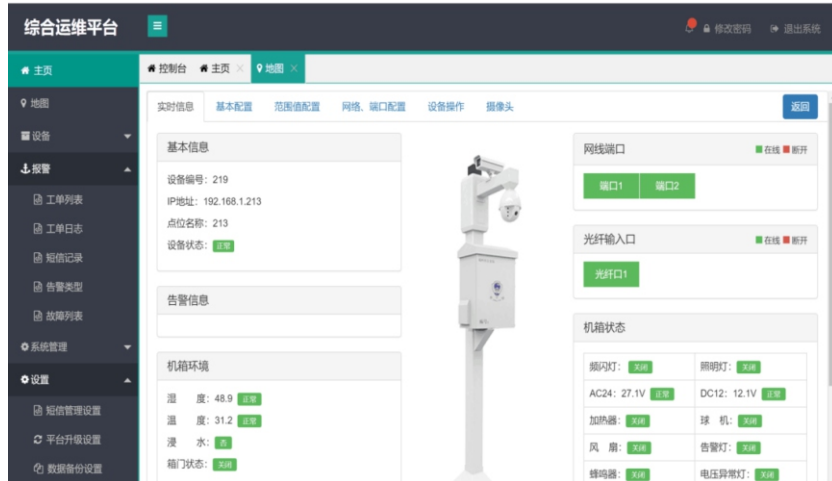 综合运维平台
修改密码
退出系统
主页
地图
设备
报警
工单列表
工单日志
短信记录
告警类型
故障列表
系统管理
设置
短信管理设置
平台升级设置
数据备份设置
控制台 主页 × 地图 ×
实时信息 基本配置 范围值配置 网络、端口配置 设备操作 摄像头 返回
基本信息
设备编号：219
IP地址：192.168.1.213
点位名称：213
设备状态：正常
告警信息
机箱环境
湿 度：48.9 正常
温 度：31.2 正常
浸 水：否
箱门状态：关闭
网线端口 在线 断开
端口1 端口2
光纤输入口 在线 断开
光纤口1
机箱状态
频闪灯：关闭 照明灯：关闭
AC24：27.1V 正常 DC12：12.1V 正常
加热器：关闭 球 机：关闭
风 扇：关闭 告警灯：关闭
蜂鸣器：关闭 电压异常灯：关闭